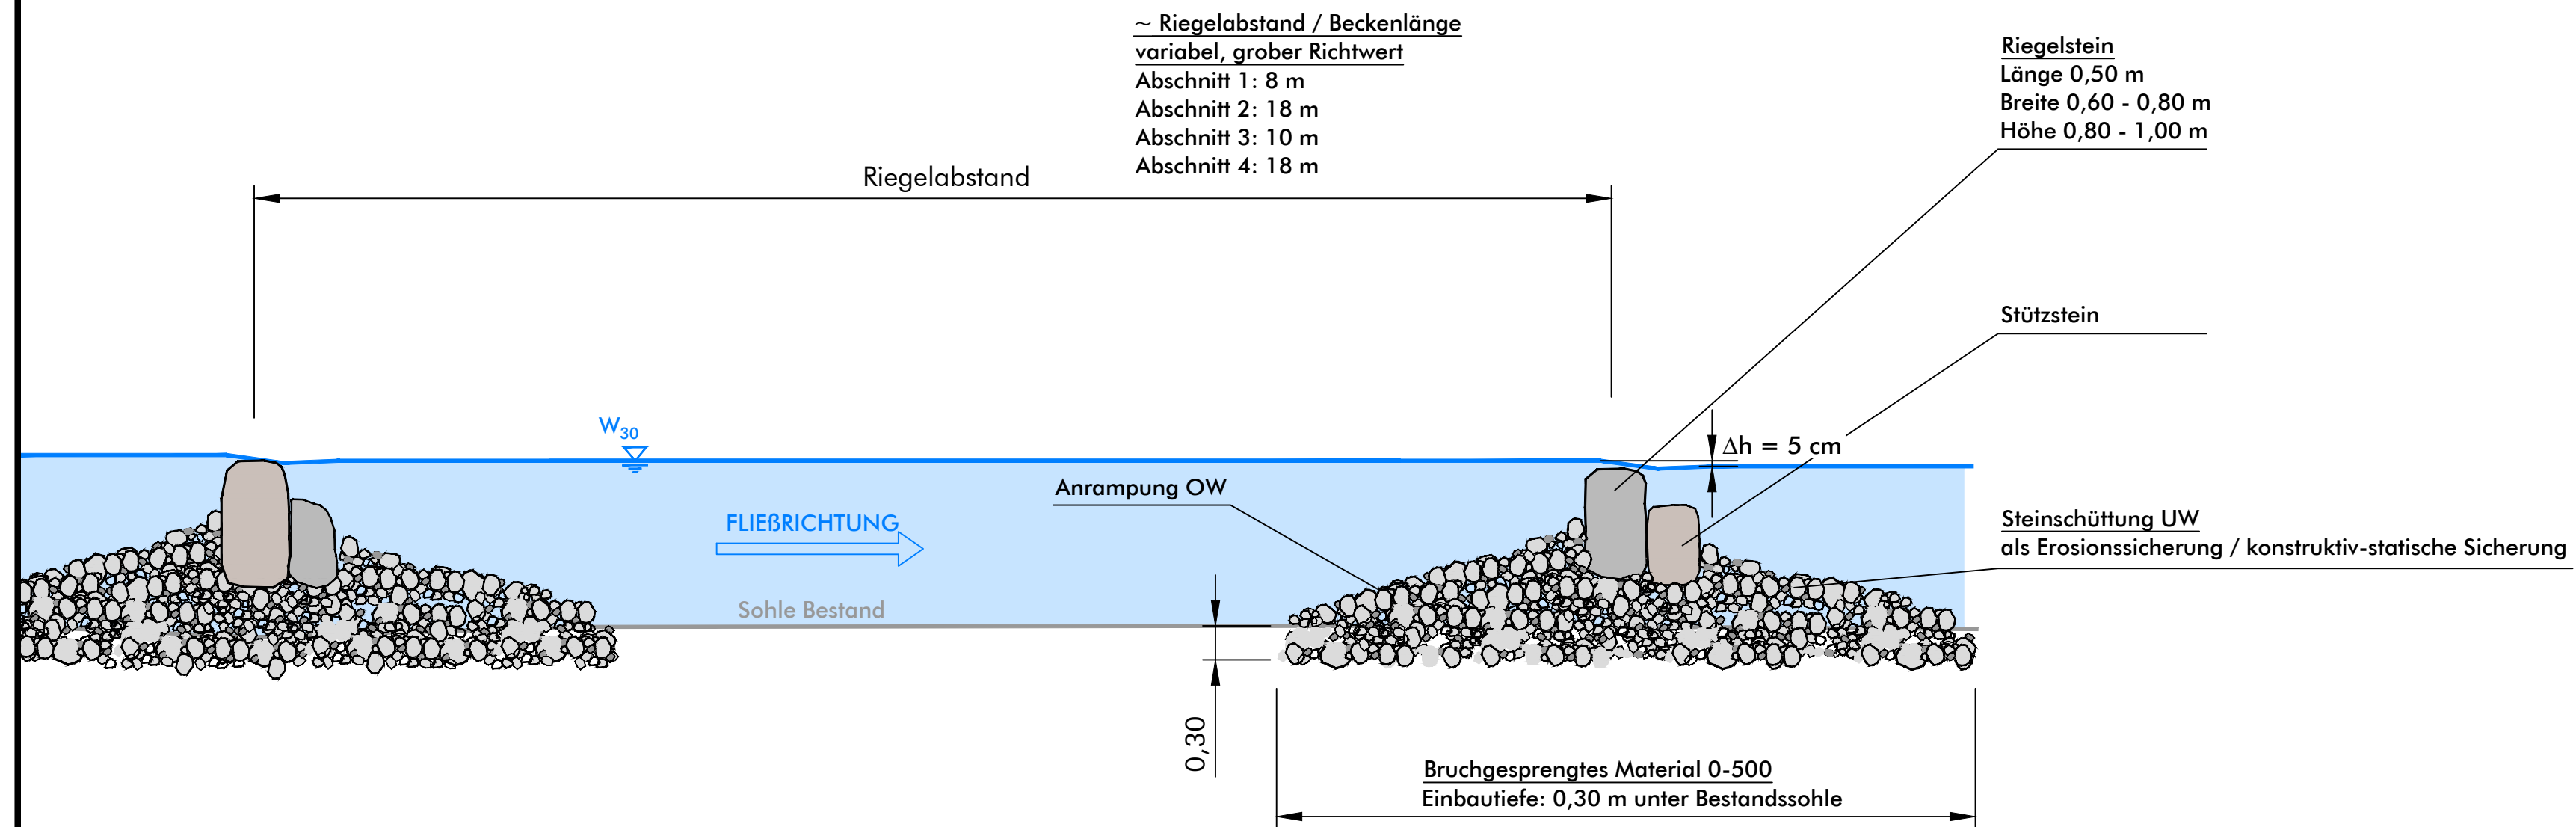 ~ Riegelabstand / Beckenlänge
variabel, grober Richtwert
Abschnitt 1: 8 m
Abschnitt 2: 18 m
Abschnitt 3: 10 m
Abschnitt 4: 18 m
Riegelstein
Länge 0,50 m
Breite 0,60 - 0,80 m
Höhe 0,80 - 1,00 m
Riegelabstand
Stützstein
W30
Δh = 5 cm
Anrampung OW
FLIEßRICHTUNG
Steinschüttung UW
als Erosionssicherung / konstruktiv-statische Sicherung
Sohle Bestand
0,30
Bruchgesprengtes Material 0-500
Einbautiefe: 0,30 m unter Bestandssohle